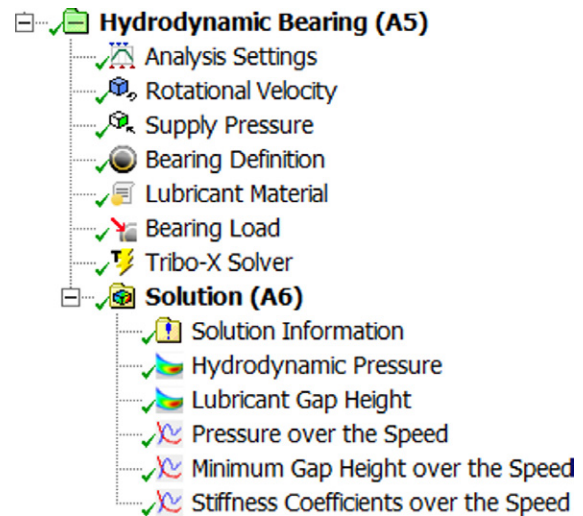 Hydrodynamic Bearing (A5)
Analysis Settings
Rotational Velocity
Supply Pressure
Bearing Definition
Lubricant Material
Bearing Load
Tribo-X Solver
Solution (A6)
Solution Information
Hydrodynamic Pressure
Lubricant Gap Height
Pressure over the Speed
Minimum Gap Height over the Speed
Stiffness Coefficients over the Speed